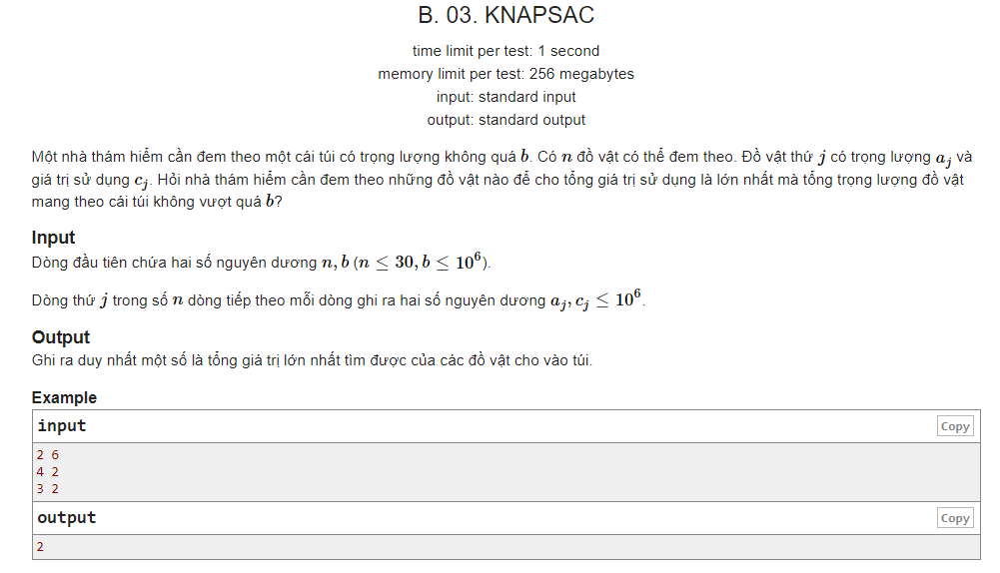 B. 03. KNAPSAC
time limit per test: 1 second
memory limit per test: 256 megabytes
input: standard input
output: standard output
Một nhà thám hiểm cần đem theo một cái túi có trọng lượng không quá b. Có n đồ vật có thể đem theo. Đồ vật thứ j có trọng lượng a_j và
giá trị sử dụng c_j. Hỏi nhà thám hiểm cần đem theo những đồ vật nào để cho tổng giá trị sử dụng là lớn nhất mà tổng trọng lượng đồ vật
mang theo cái túi không vượt quá b?
Input
Dòng đầu tiên chứa hai số nguyên dương n, b (n ≤ 30, b ≤ 10^6).
Dòng thứ j trong số n dòng tiếp theo mỗi dòng ghi ra hai số nguyên dương a_j, c_j ≤ 10^6.
Output
Ghi ra duy nhất một số là tổng giá trị lớn nhất tìm được của các đồ vật cho vào túi.
Example
input Copy
2 6
4 2
3 2
output Copy
2